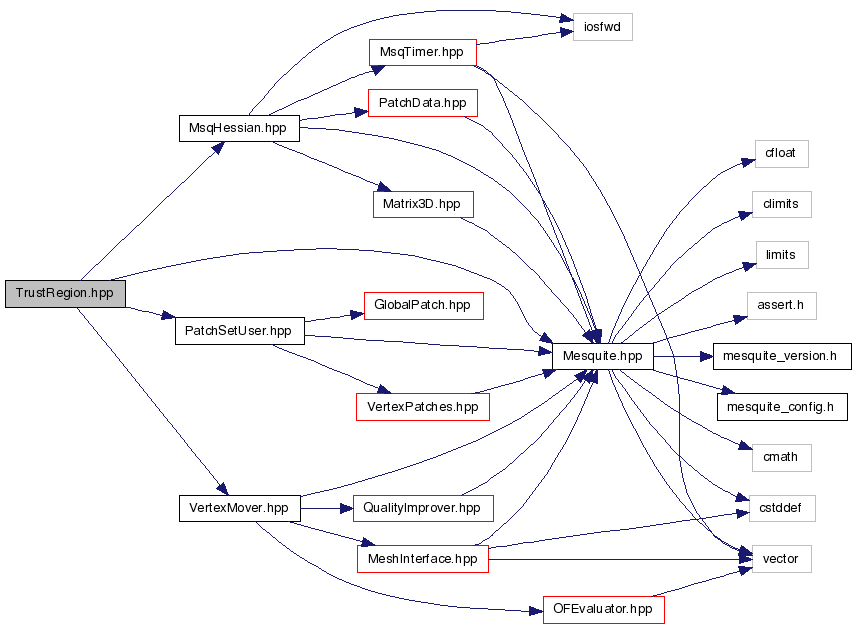 iosfwd
MsqTimer.hpp
PatchData.hpp
MsqHessian.hpp
cfloat
Matrix3D.hpp
climits
limits
TrustRegion.hpp
GlobalPatch.hpp
assert.h
PatchSetUser.hpp
Mesquite.hpp
mesquite_version.h
VertexPatches.hpp
mesquite_config.h
cmath
VertexMover.hpp
QualityImprover.hpp
cstddef
MeshInterface.hpp
vector
OFEvaluator.hpp